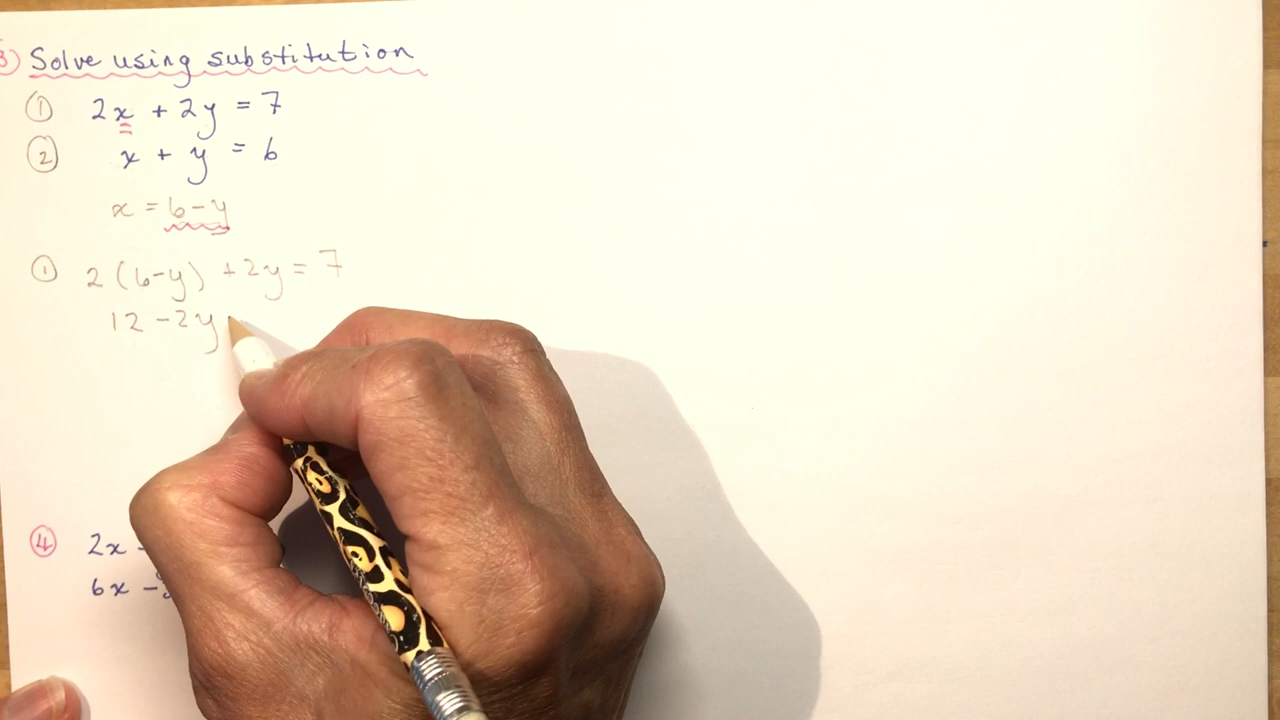 3 Solve using substitution
① 2x + 2y = 7
② x + y = 6
x = 6-y
① 2(6-y) + 2y = 7
12 - 2y
④ 2x -
6x -